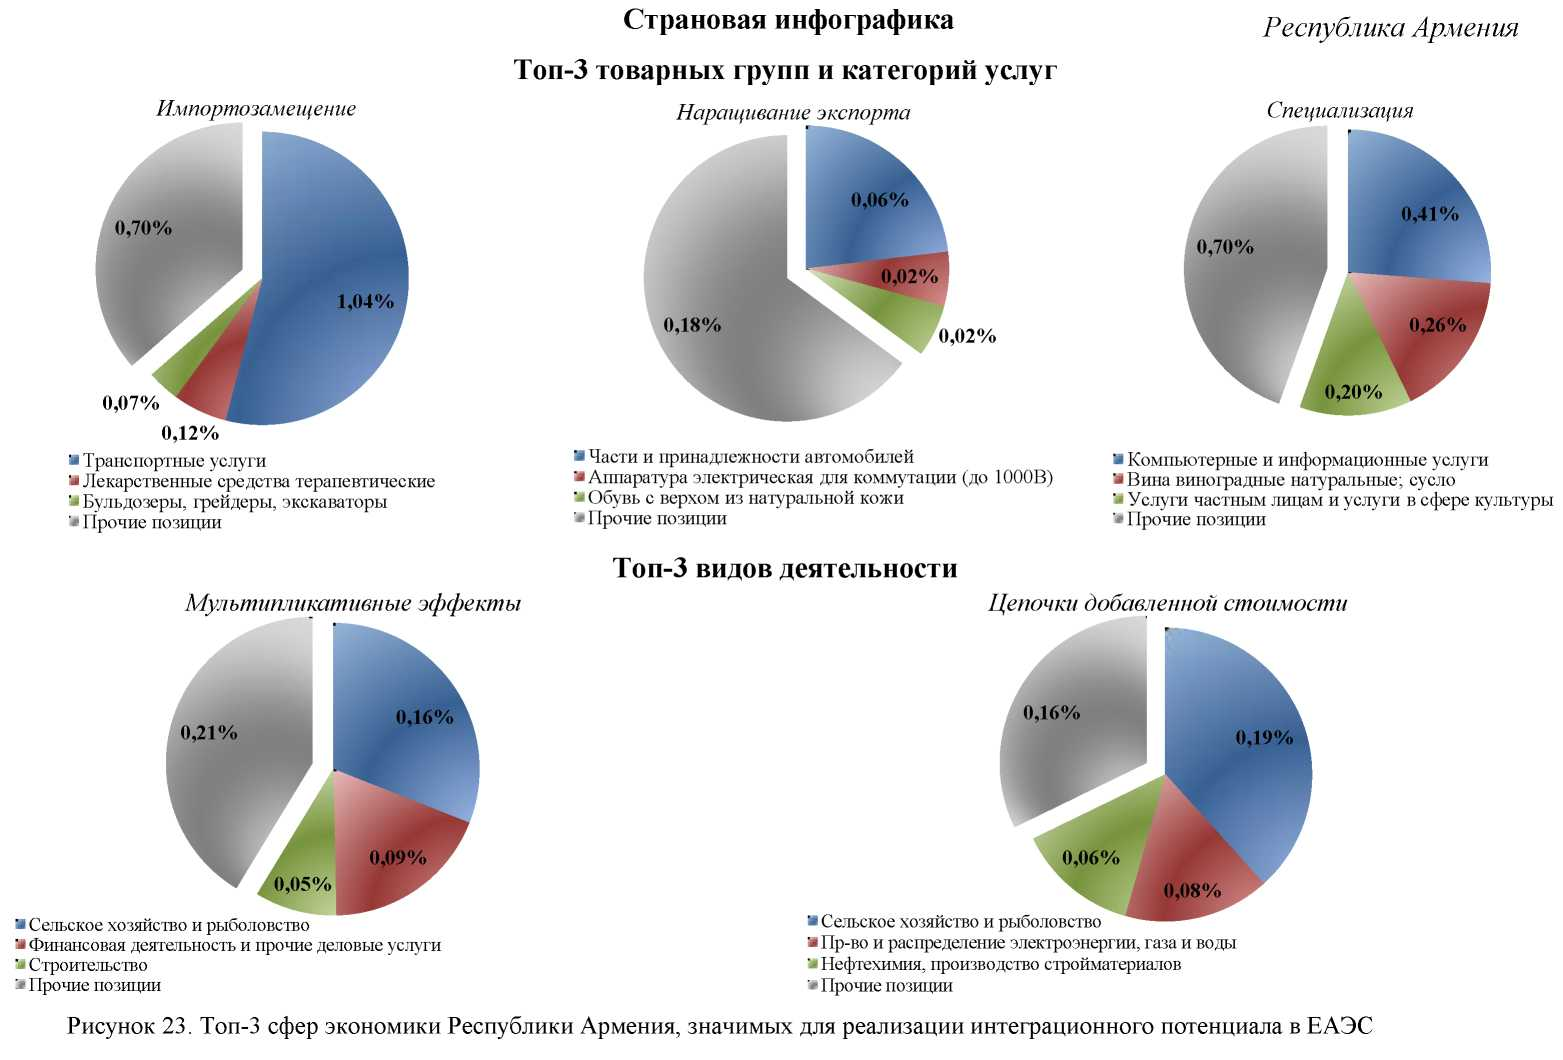 Страновая инфографика
Республика Армения
Топ-3 товарных групп и категорий услуг
Импортозамещение
0,70%
1,04%
0,07%
0,12%
Транспортные услуги
Лекарственные средства терапевтические
Бульдозеры, грейдеры, экскаваторы
Прочие позиции
Наращивание экспорта
0,06%
0,02%
0,18%
0,02%
Части и принадлежности автомобилей
Аппаратура электрическая для коммутации (до 1000В)
Обувь с верхом из натуральной кожи
Прочие позиции
Специализация
0,41%
0,70%
0,26%
0,20%
Компьютерные и информационные услуги
Вина виноградные натуральные; сусло
Услуги частным лицам и услуги в сфере культуры
Прочие позиции
Топ-3 видов деятельности
Мультипликативные эффекты
0,16%
0,21%
0,09%
0,05%
Сельское хозяйство и рыболовство
Финансовая деятельность и прочие деловые услуги
Строительство
Прочие позиции
Цепочки добавленной стоимости
0,16%
0,19%
0,06%
0,08%
Сельское хозяйство и рыболовство
Пр-во и распределение электроэнергии, газа и воды
Нефтехимия, производство стройматериалов
Прочие позиции
Рисунок 23. Топ-3 сфер экономики Республики Армения, значимых для реализации интеграционного потенциала в ЕАЭС